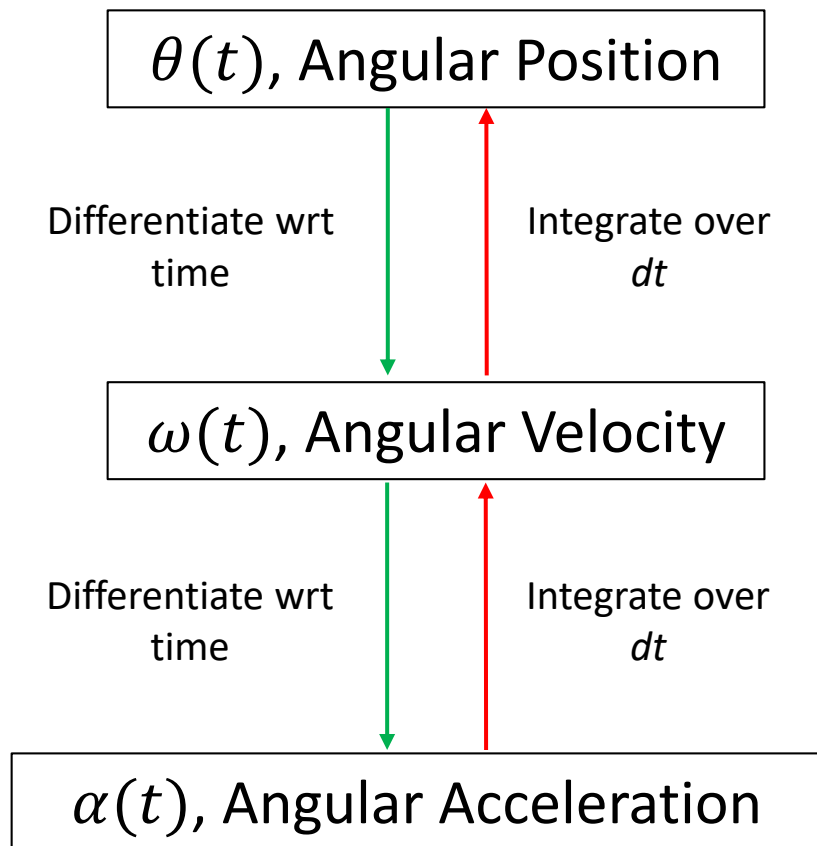 θ(t), Angular Position
Differentiate wrt
time
Integrate over
dt
ω(t), Angular Velocity
Differentiate wrt
time
Integrate over
dt
α(t), Angular Acceleration